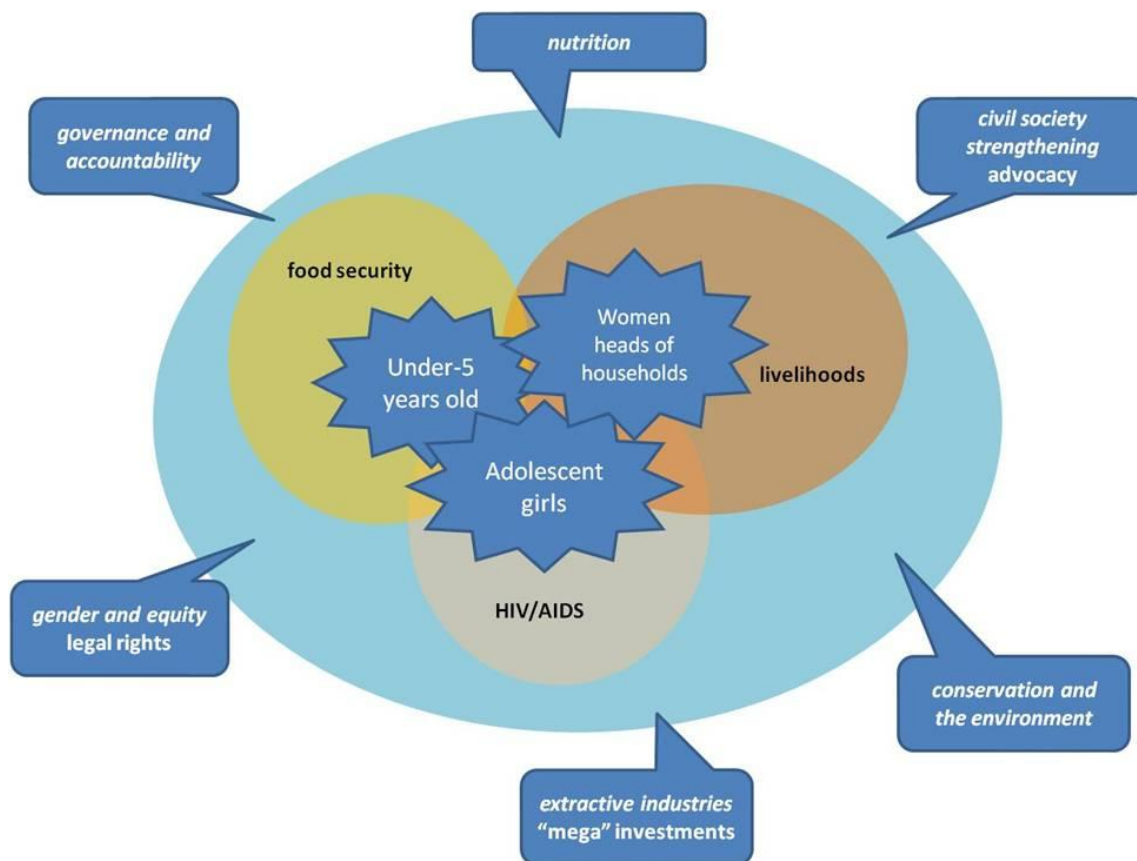 nutrition
governance and
accountability
civil society
strengthening
advocacy
food security
Women
heads of
households
Under-5
years old
livelihoods
Adolescent
girls
HIV/AIDS
gender and equity
legal rights
conservation and
the environment
extractive industries
“mega” investments